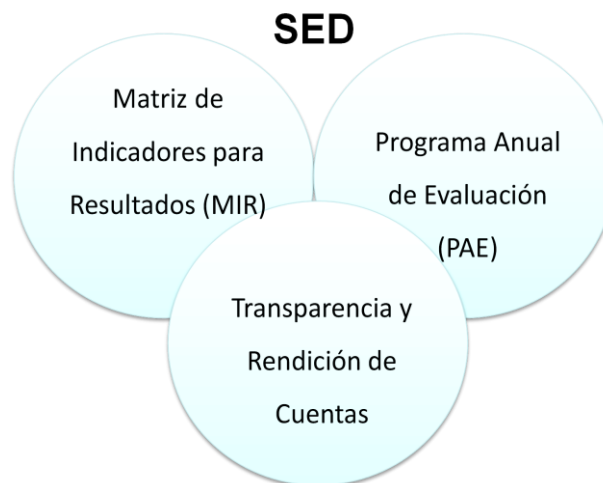 SED
Matriz de
Indicadores para
Resultados (MIR)
Programa Anual
de Evaluación
(PAE)
Transparencia y
Rendición de
Cuentas